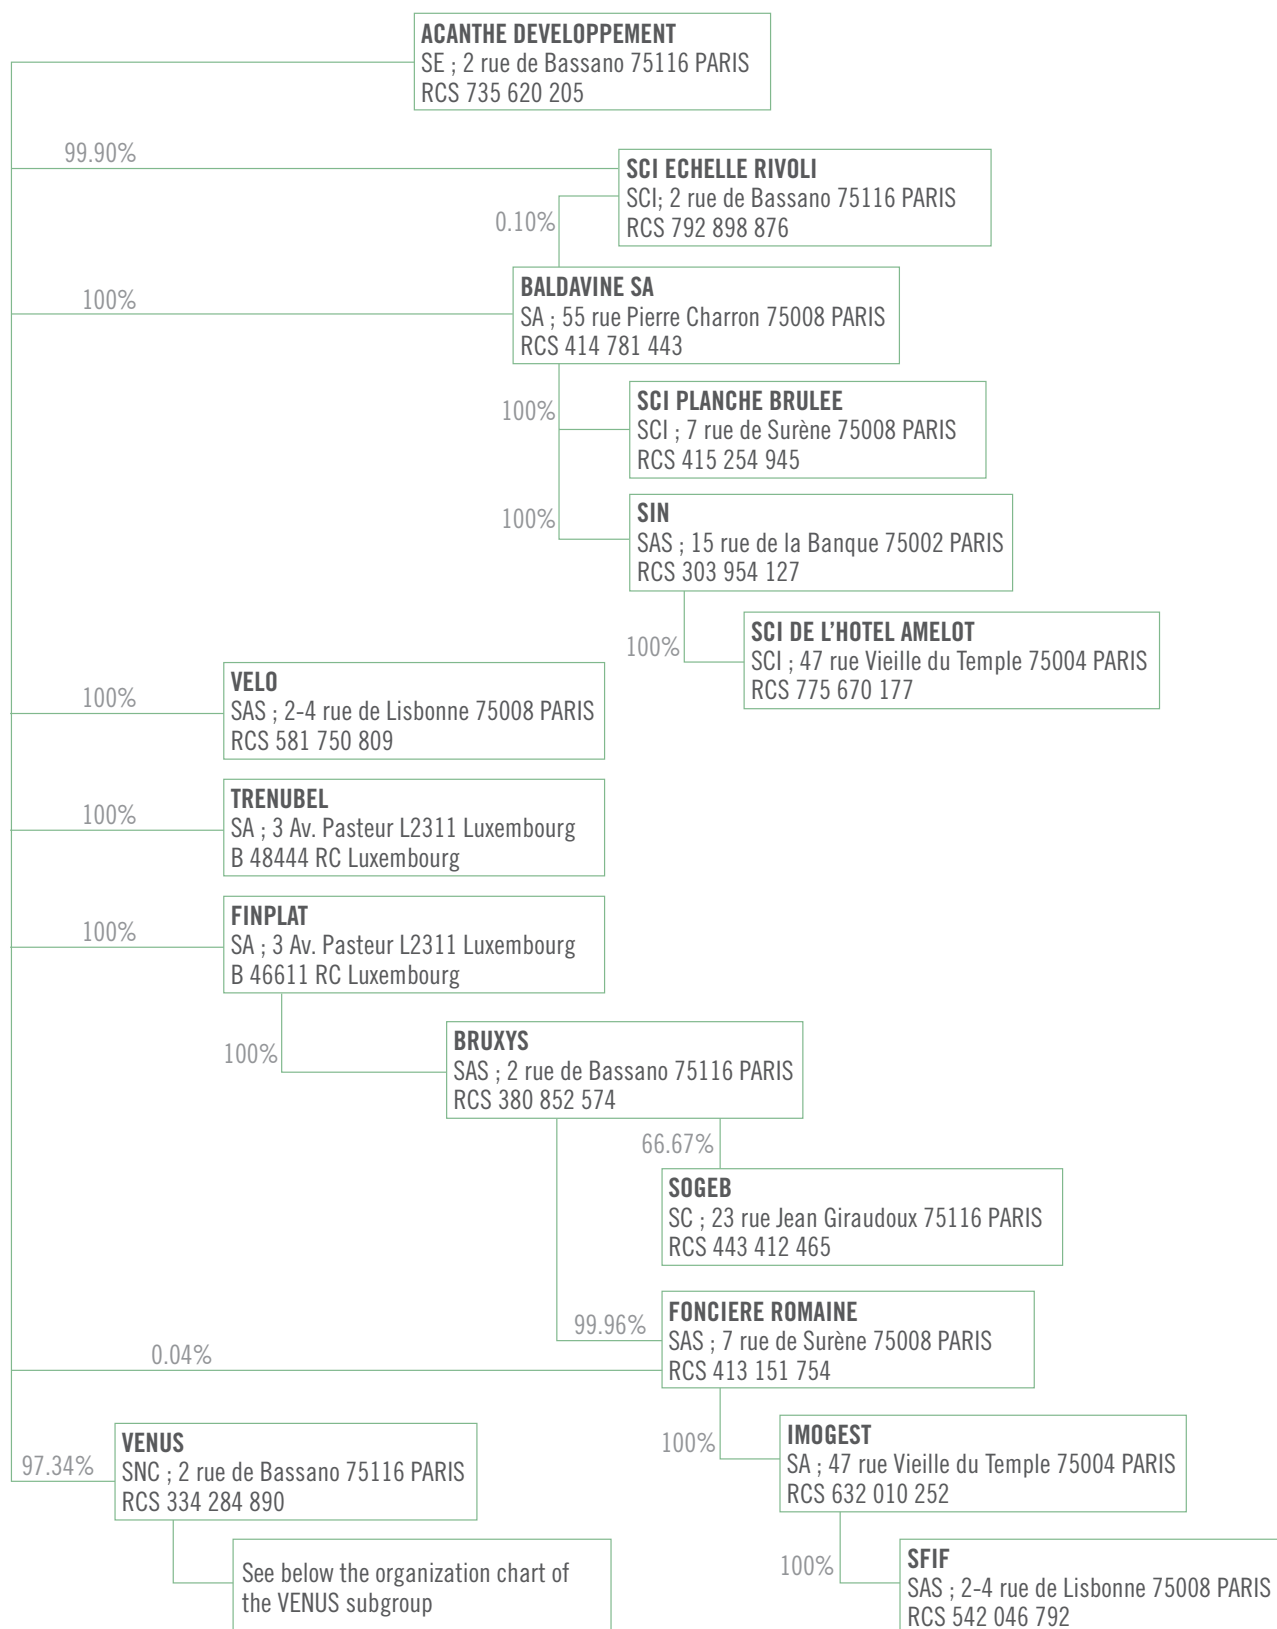 ACANTHE DEVELOPPEMENT
SE ; 2 rue de Bassano 75116 PARIS
RCS 735 620 205
99.90%
SCI ECHELLE RIVOLI
SCI; 2 rue de Bassano 75116 PARIS
RCS 792 898 876
0.10%
100%
BALDAVINE SA
SA ; 55 rue Pierre Charron 75008 PARIS
RCS 414 781 443
100%
SCI PLANCHE BRULEE
SCI ; 7 rue de Surène 75008 PARIS
RCS 415 254 945
100%
SIN
SAS ; 15 rue de la Banque 75002 PARIS
RCS 303 954 127
100%
SCI DE L’HOTEL AMELOT
SCI ; 47 rue Vieille du Temple 75004 PARIS
RCS 775 670 177
100%
VELO
SAS ; 2-4 rue de Lisbonne 75008 PARIS
RCS 581 750 809
100%
TRENUBEL
SA ; 3 Av. Pasteur L2311 Luxembourg
B 48444 RC Luxembourg
100%
FINPLAT
SA ; 3 Av. Pasteur L2311 Luxembourg
B 46611 RC Luxembourg
100%
BRUXYS
SAS ; 2 rue de Bassano 75116 PARIS
RCS 380 852 574
66.67%
SOGEB
SC ; 23 rue Jean Giraudoux 75116 PARIS
RCS 443 412 465
99.96%
FONCIERE ROMAINE
SAS ; 7 rue de Surène 75008 PARIS
RCS 413 151 754
0.04%
100%
IMOGEST
SA ; 47 rue Vieille du Temple 75004 PARIS
RCS 632 010 252
97.34%
VENUS
SNC ; 2 rue de Bassano 75116 PARIS
RCS 334 284 890
See below the organization chart of
the VENUS subgroup
100%
SFIF
SAS ; 2-4 rue de Lisbonne 75008 PARIS
RCS 542 046 792